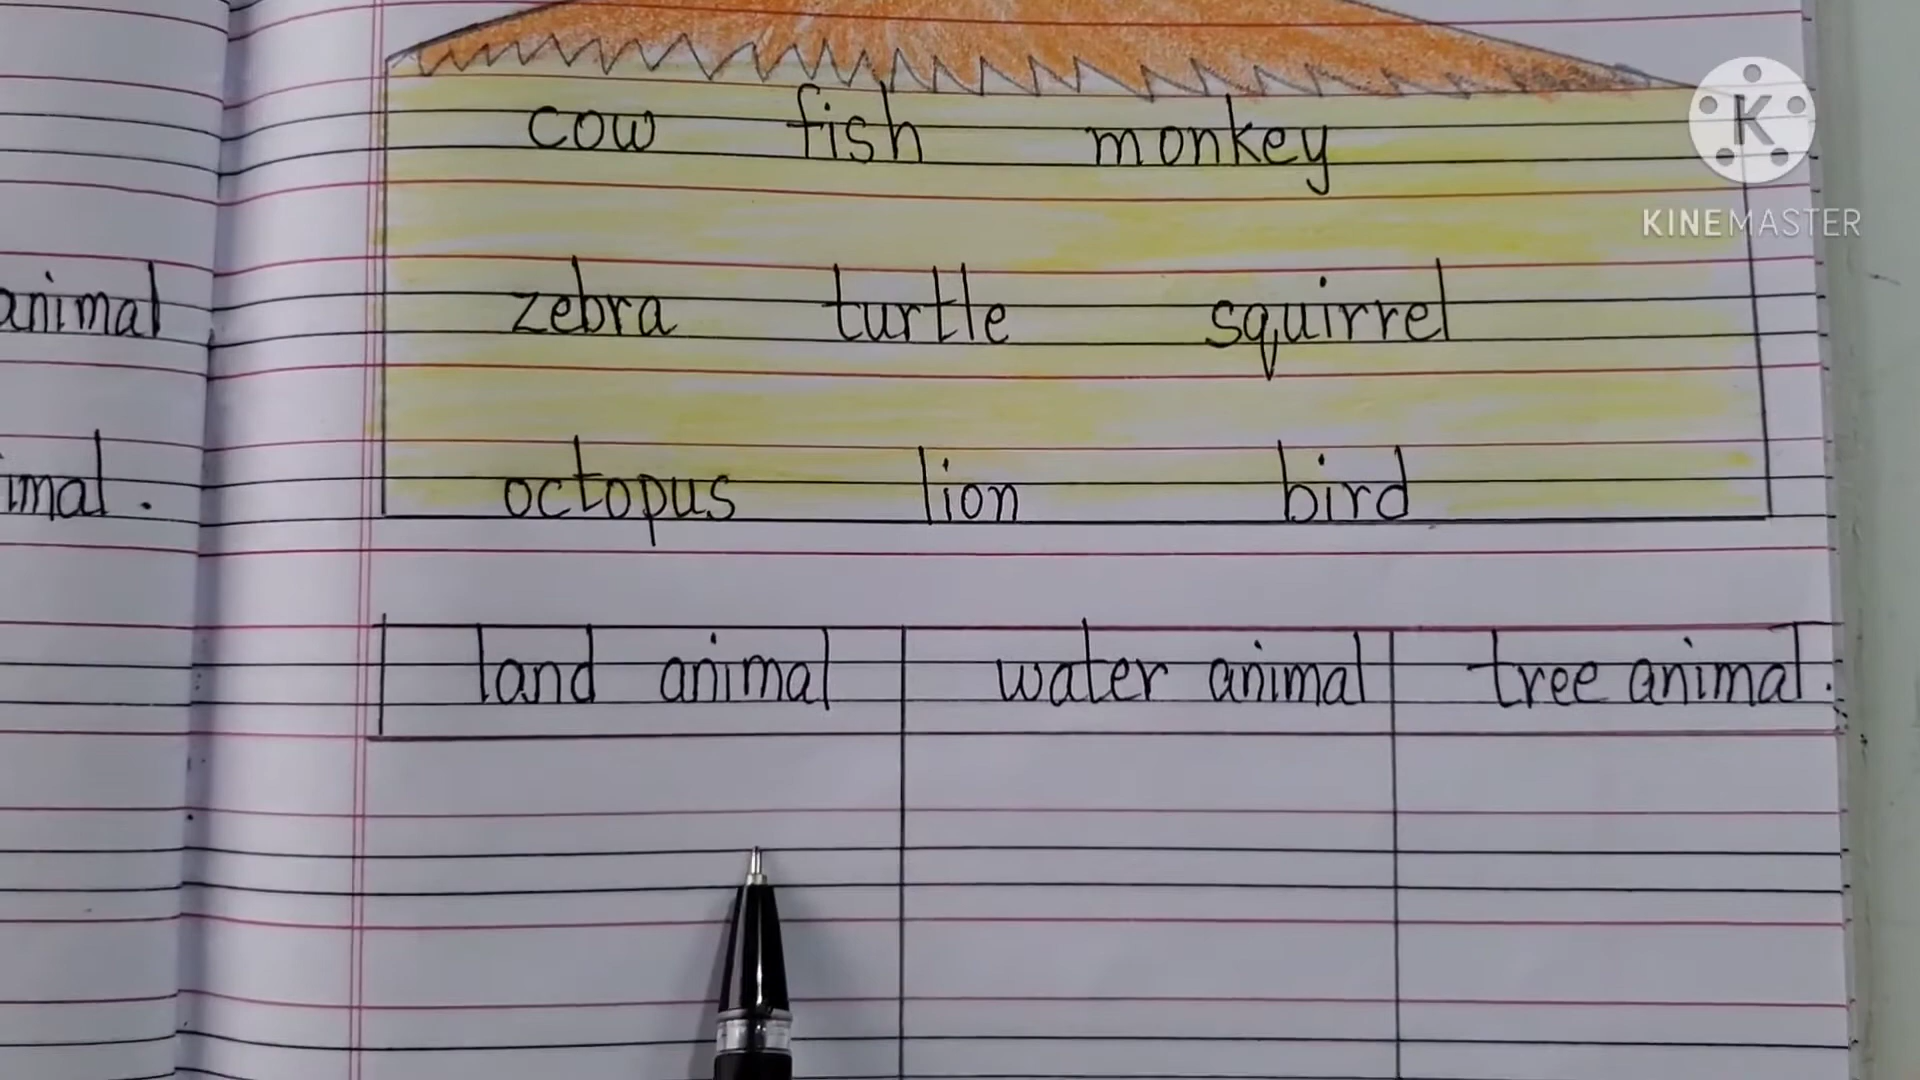 cow fish monkey
K
KINEMASTER
animal
zebra turtle squirrel
imal.
octopus lion bird
land animal water animal tree animal.